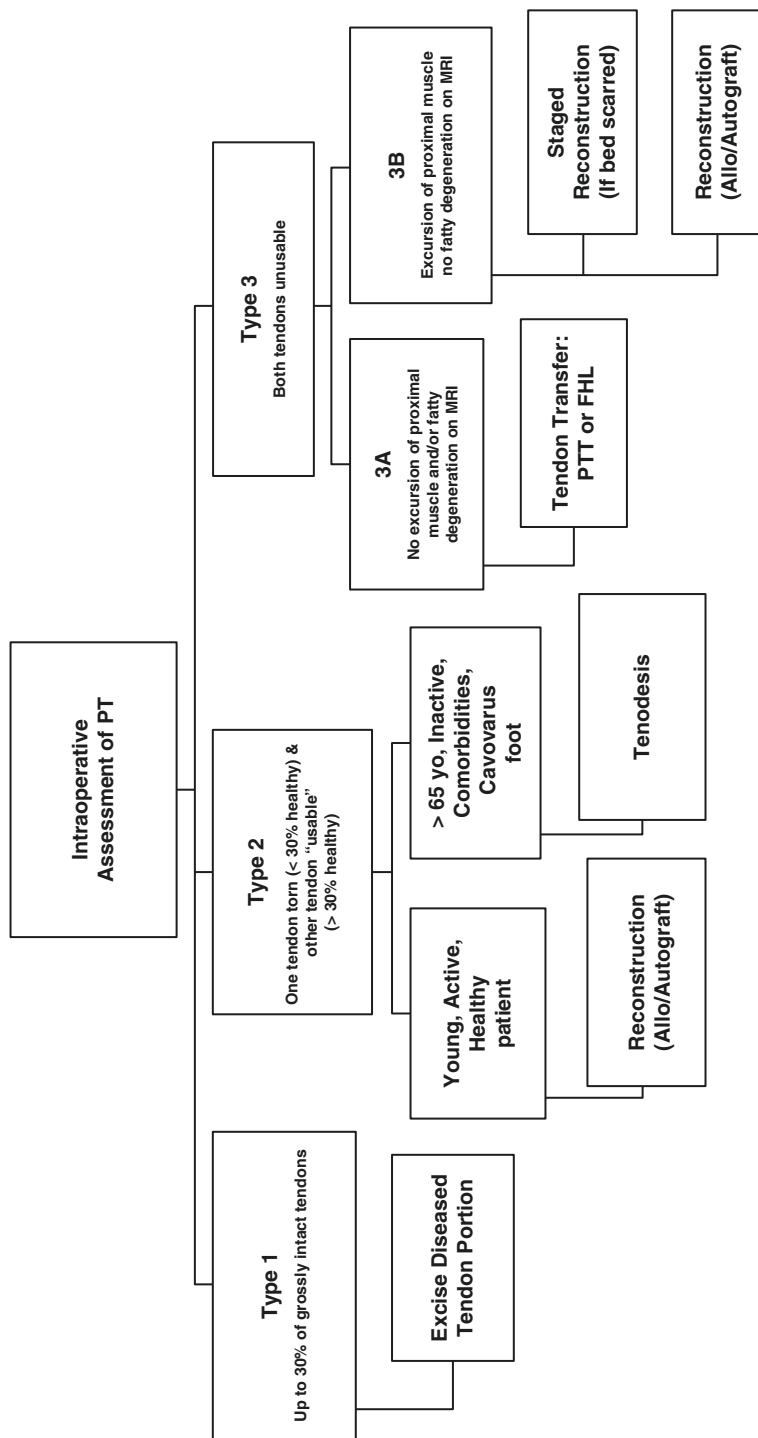 Intraoperative
Assessment of PT
Type 1
Up to 30% of grossly intact tendons
Excise Diseased
Tendon Portion
Type 2
One tendon torn (< 30% healthy) &
other tendon “usable”
(> 30% healthy)
Young, Active,
Healthy
patient
Reconstruction
(Allo/Autograft)
> 65 yo, Inactive,
Comorbidities,
Cavovarus
foot
Tenodesis
Type 3
Both tendons unusable
3A
No excursion of proximal
muscle and/or fatty
degeneration on MRI
Tendon Transfer:
PTT or FHL
3B
Excursion of proximal muscle
no fatty degeneration on MRI
Staged
Reconstruction
(If bed scarred)
Reconstruction
(Allo/Autograft)